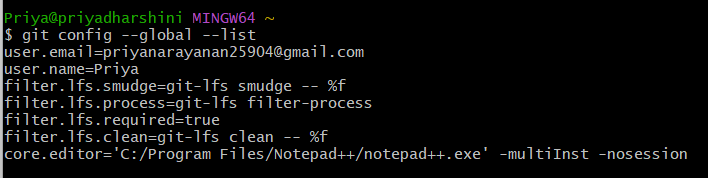 Priya@priyadharshini MINGW64 ~
$ git config --global --list
user.email=priyanarayanan25904@gmail.com
user.name=Priya
filter.lfs.smudge=git-lfs smudge -- %f
filter.lfs.process=git-lfs filter-process
filter.lfs.required=true
filter.lfs.clean=git-lfs clean -- %f
core.editor='C:/Program Files/Notepad++/notepad++.exe' -multiInst -nosession